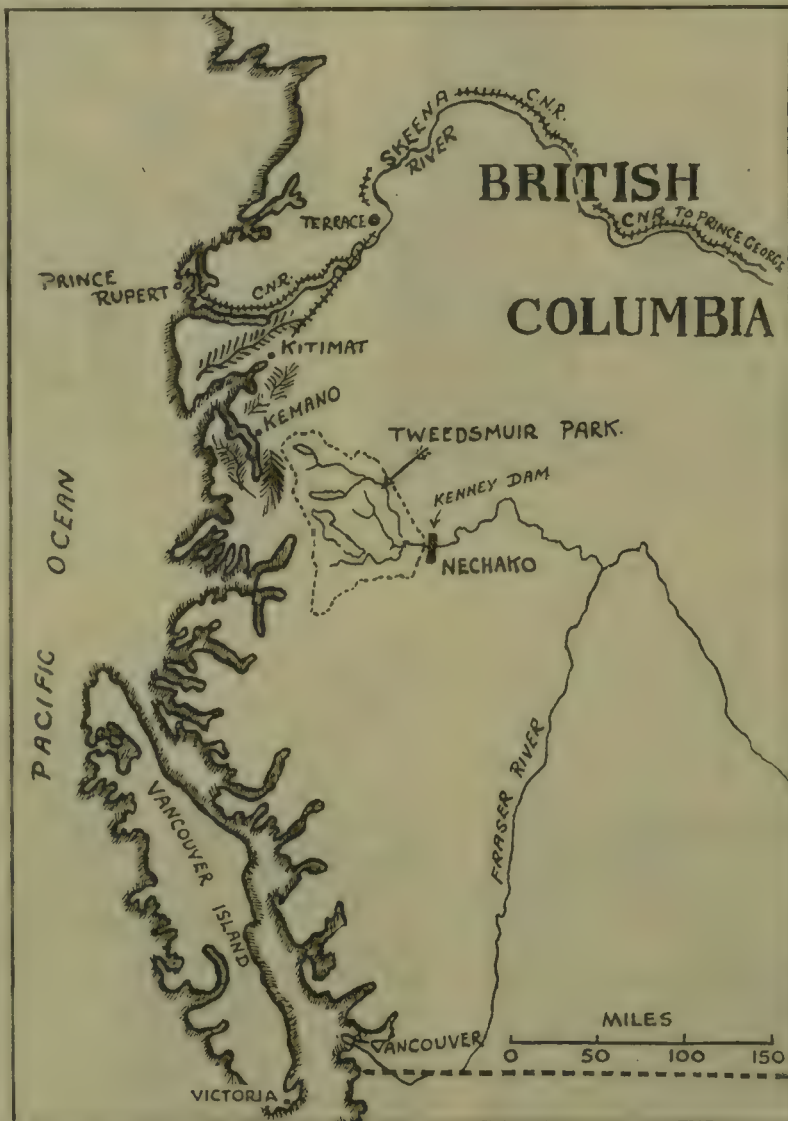 SKEENA
RIVER
C.N.R.
BRITISH
TERRACE
C.N.R. TO PRINCE GEORGE
PRINCE
RUPERT
C.N.R.
COLUMBIA
KITIMAT
KEMANO
TWEEDSMUIR PARK.
KENNEY DAM
NECHAKO
PACIFIC OCEAN
VANCOUVER
ISLAND
FRASER RIVER
MILES
0 50 100 150
VANCOUVER
VICTORIA